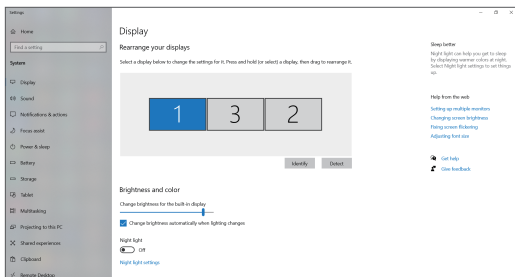 Settings
Home
Find a setting
System
Display
Sound
Notifications & actions
Focus assist
Power & sleep
Battery
Storage
Tablet
Multitasking
Projecting to this PC
Shared experiences
Clipboard
Remote Desktop
Display
Rearrange your displays
Select a display below to change the settings for it. Press and hold (or select) a display, then drag to rearrange it.
1 3 2
Identify Detect
Brightness and color
Change brightness for the built-in display
Change brightness automatically when lighting changes
Night light
Off
Night light settings
Sleep better
Night light can help you get to sleep
by displaying warmer colors at night.
Select Night light settings to set things
up.
Help from the web
Setting up multiple monitors
Changing screen brightness
Fixing screen flickering
Adjusting font size
Get help
Give feedback